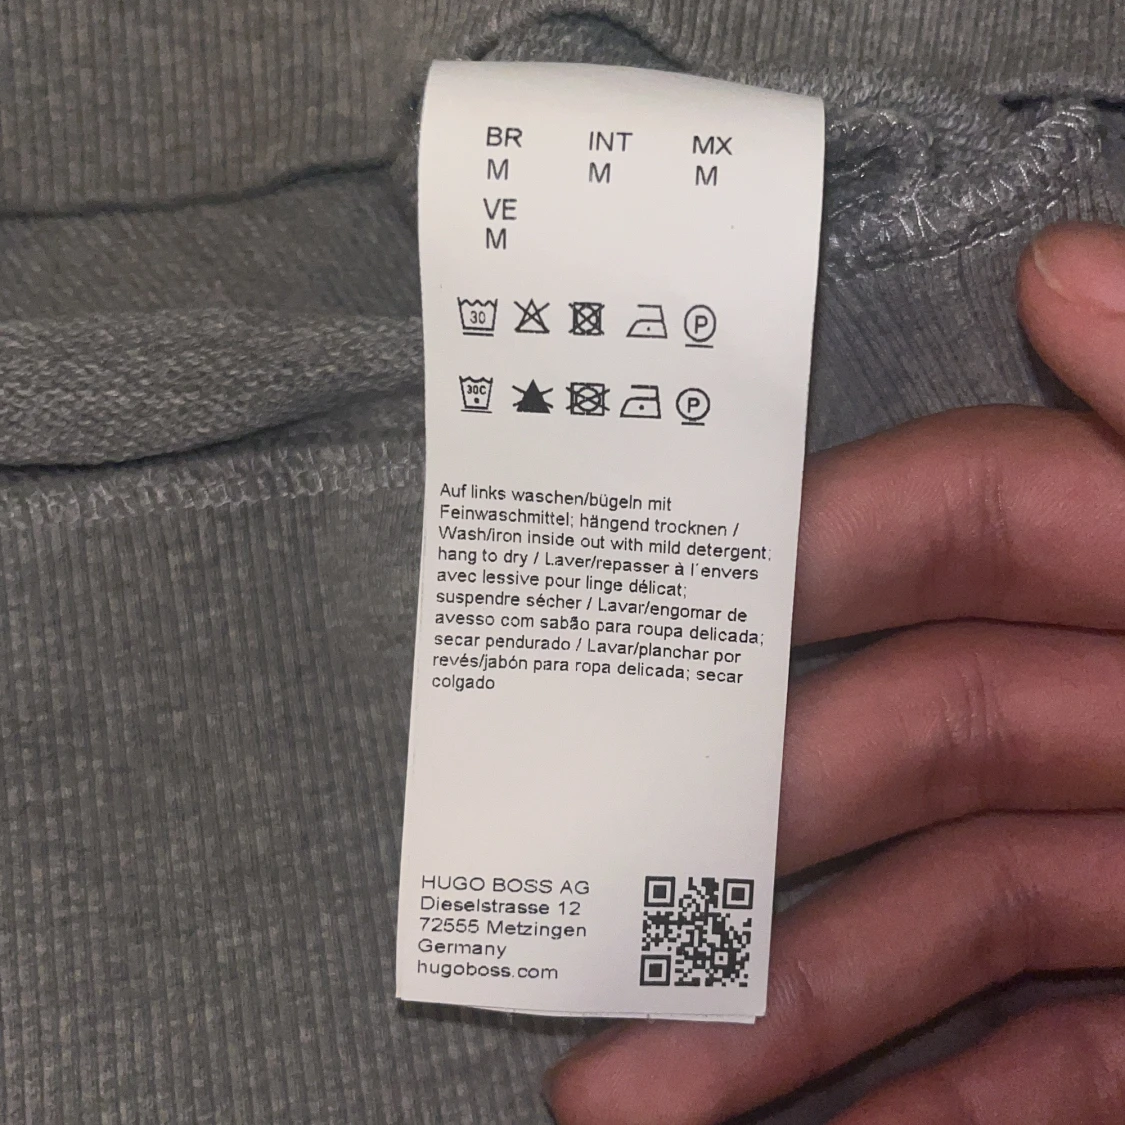 BR INT MX
M M M
VE
M
30 P
30C P
Auf links waschen/bügeln mit
Feinwaschmittel; hängend trocknen /
Wash/iron inside out with mild detergent;
hang to dry / Laver/repasser à l'envers
avec lessive pour linge délicat;
suspendre sécher / Lavar/engomar de
avesso com sabão para roupa delicada;
secar pendurado / Lavar/planchar por
revés/jabón para ropa delicada; secar
colgado
HUGO BOSS AG
Dieselstrasse 12
72555 Metzingen
Germany
hugoboss.com